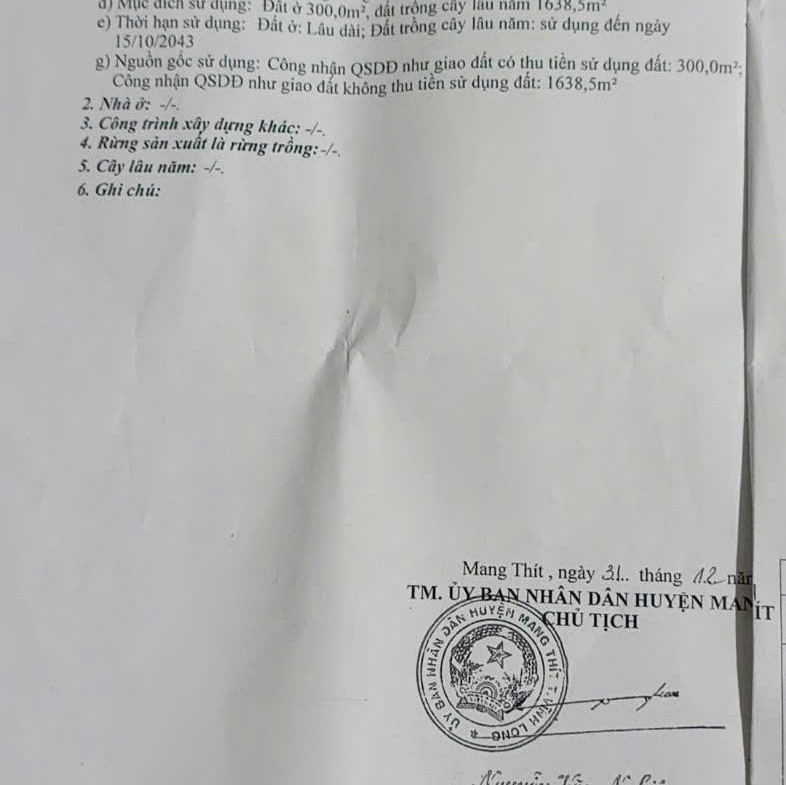 đ) Mục đích sử dụng: Đất ở 300,0m², đất trồng cây lâu năm 1638,5m²
e) Thời hạn sử dụng: Đất ở: Lâu dài; Đất trồng cây lâu năm: sử dụng đến ngày
15/10/2043
g) Nguồn gốc sử dụng: Công nhận QSDĐ như giao đất có thu tiền sử dụng đất: 300,0m²;
Công nhận QSDĐ như giao đất không thu tiền sử dụng đất: 1638,5m²
2. Nhà ở: -/-.
3. Công trình xây dựng khác: -/-.
4. Rừng sản xuất là rừng trồng: -/-.
5. Cây lâu năm: -/-.
6. Ghi chú:
Mang Thít , ngày 31.. tháng 12 năm
TM. ỦY BAN NHÂN DÂN HUYỆN MANÍT
CHỦ TỊCH
ỦY BAN NHÂN DÂN HUYỆN MANG THÍT T.VĨNH LONG